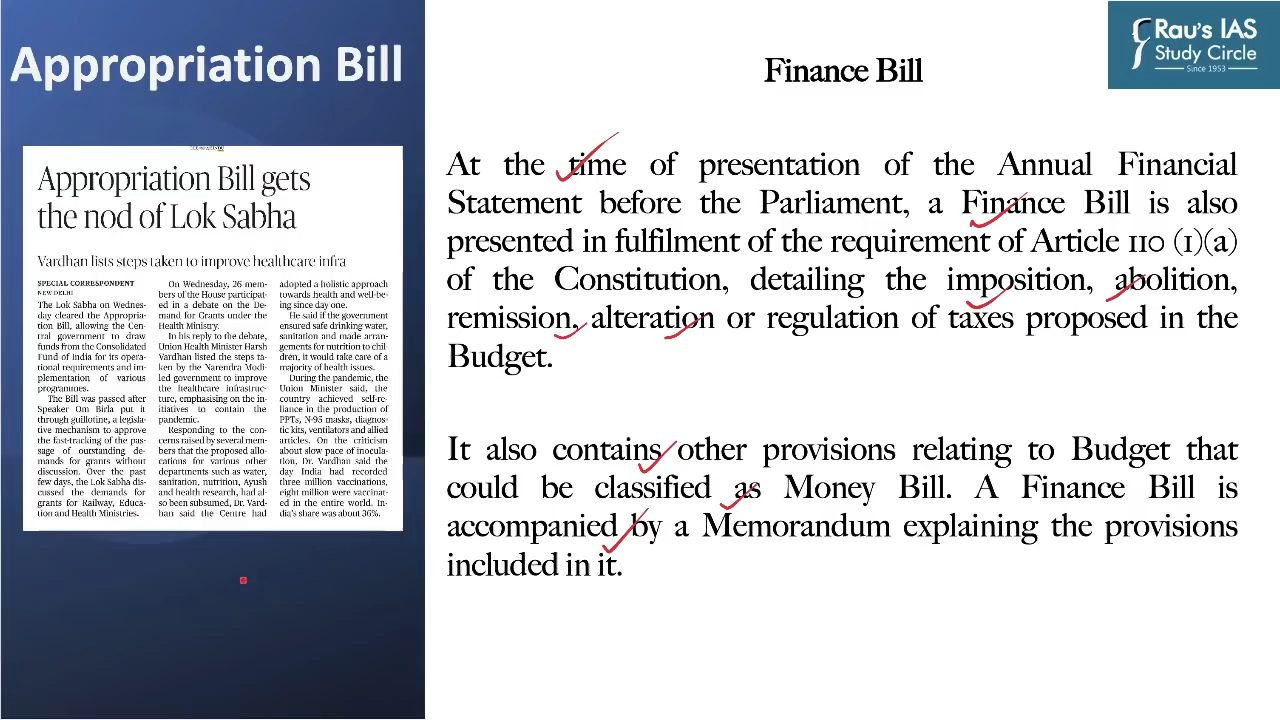 Appropriation Bill
Appropriation Bill gets
the nod of Lok Sabha
Vardhan lists steps taken to improve healthcare infra
SPECIAL CORRESPONDENT
NEW DELHI
The Lok Sabha on Wednes-
day cleared the Appropria-
tion Bill, allowing the Cen-
tral government to draw
funds from the Consolidated
Fund of India for its opera-
tional requirements and im-
plementation of various
programmes.
The Bill was passed after
Speaker Om Birla put it
through guillotine, a legisla-
tive mechanism to approve
the fast-tracking of the pas-
sage of outstanding de-
mands for grants without
discussion. Over the past
few days, the Lok Sabha dis-
cussed the demands for
grants for Railway, Educa-
tion and Health Ministries.
On Wednesday, 26 mem-
bers of the House participat-
ed in a debate on the De-
mand for Grants under the
Health Ministry.
In his reply to the debate,
Union Health Minister Harsh
Vardhan listed the steps ta-
ken by the Narendra Modi-
led government to improve
the healthcare infrastruc-
ture, emphasising on the in-
itiatives to contain the
pandemic.
Responding to the con-
cerns raised by several mem-
bers that the proposed allo-
cations for various other
departments such as water,
sanitation, nutrition, Ayush
and health research, had al-
so been subsumed, Dr. Vard-
han said the Centre had
adopted a holistic approach
towards health and well-be-
ing since day one.
He said if the government
ensured safe drinking water,
sanitation and made arran-
gements for nutrition to chil-
dren, it would take care of a
majority of health issues.
During the pandemic, the
Union Minister said, the
country achieved self-re-
liance in the production of
PPTs, N-95 masks, diagnos-
tic kits, ventilators and allied
articles. On the criticism
about slow pace of inocula-
tion, Dr. Vardhan said the
day India had recorded
three million vaccinations,
eight million were vaccinat-
ed in the entire world. In-
dia's share was about 36%.
Finance Bill
Rau's IAS
Study Circle
Since 1953
At the time of presentation of the Annual Financial
Statement before the Parliament, a Finance Bill is also
presented in fulfilment of the requirement of Article 110 (1)(a)
of the Constitution, detailing the imposition, abolition,
remission, alteration or regulation of taxes proposed in the
Budget.
It also contains other provisions relating to Budget that
could be classified as Money Bill. A Finance Bill is
accompanied by a Memorandum explaining the provisions
included in it.